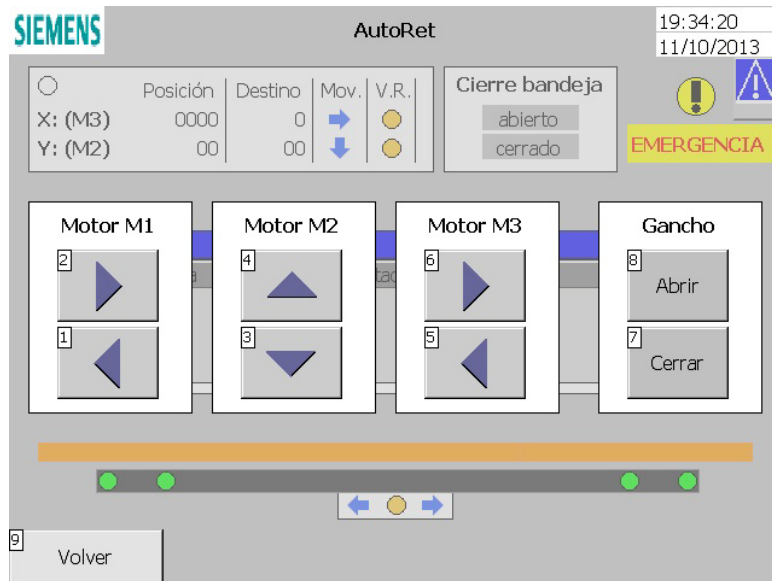 SIEMENS
AutoRet
19:34:20
11/10/2013
Posición Destino Mov. V.R.
X: (M3) 0000 0
Y: (M2) 00 00
Cierre bandeja
abierto
cerrado
EMERGENCIA
Motor M1
2
1
Motor M2
4
3
Motor M3
6
5
Gancho
8
Abrir
7
Cerrar
9
Volver